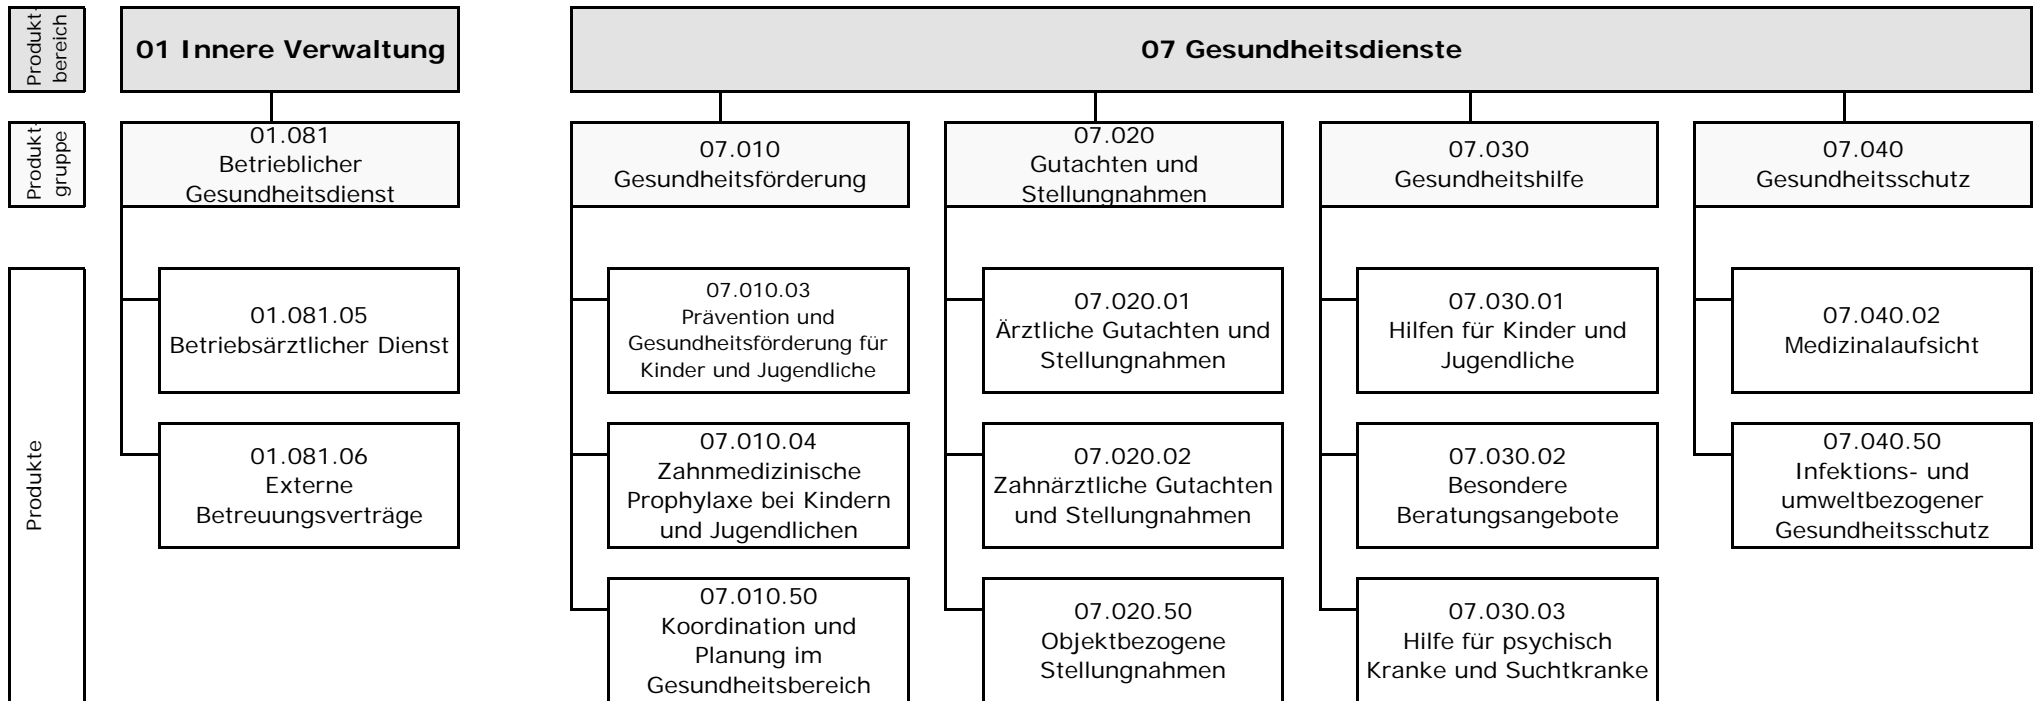 Produkt-
bereich
01 Innere Verwaltung
07 Gesundheitsdienste
Produkt-
gruppe
01.081
Betrieblicher
Gesundheitsdienst
07.010
Gesundheitsförderung
07.020
Gutachten und
Stellungnahmen
07.030
Gesundheitshilfe
07.040
Gesundheitsschutz
Produkte
01.081.05
Betriebsärztlicher Dienst
07.010.03
Prävention und
Gesundheitsförderung für
Kinder und Jugendliche
07.020.01
Ärztliche Gutachten und
Stellungnahmen
07.030.01
Hilfen für Kinder und
Jugendliche
07.040.02
Medizinalaufsicht
01.081.06
Externe
Betreuungsverträge
07.010.04
Zahnmedizinische
Prophylaxe bei Kindern
und Jugendlichen
07.020.02
Zahnärztliche Gutachten
und Stellungnahmen
07.030.02
Besondere
Beratungsangebote
07.040.50
Infektions- und
umweltbezogener
Gesundheitsschutz
07.010.50
Koordination und
Planung im
Gesundheitsbereich
07.020.50
Objektbezogene
Stellungnahmen
07.030.03
Hilfe für psychisch
Kranke und Suchtkranke